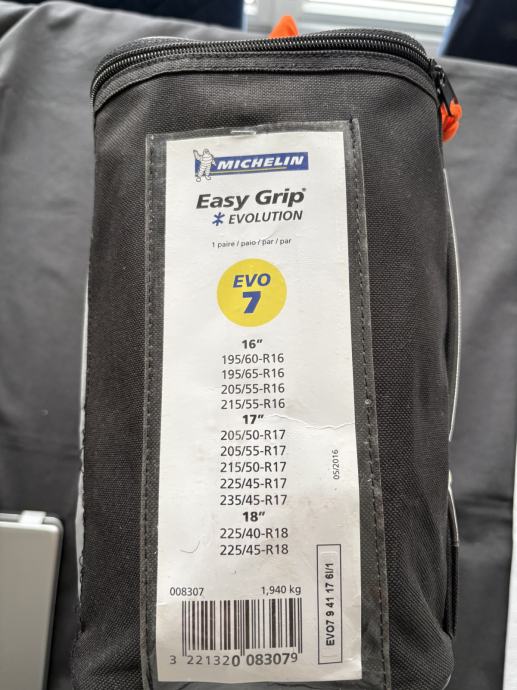 MICHELIN
Easy Grip®
EVOLUTION
1 paire / paio / par / par
EVO
7
16"
195/60-R16
195/65-R16
205/55-R16
215/55-R16
17"
205/50-R17
205/55-R17
215/50-R17
225/45-R17
235/45-R17
18"
225/40-R18
225/45-R18
05/2016
008307 1,940 kg
3 221320 083079
EVO7 9 41 17 6I/1